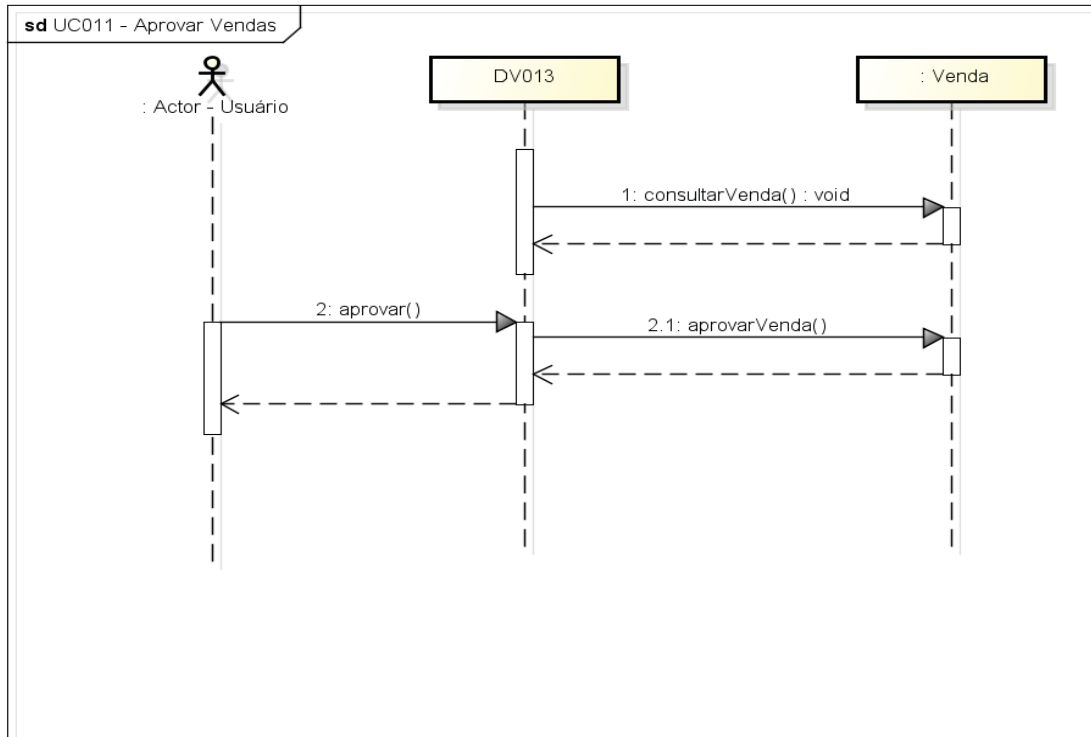 sd UC011 - Aprovar Vendas
: Actor - Usuário
DV013
: Venda
1: consultarVenda() : void
2: aprovar()
2.1: aprovarVenda()